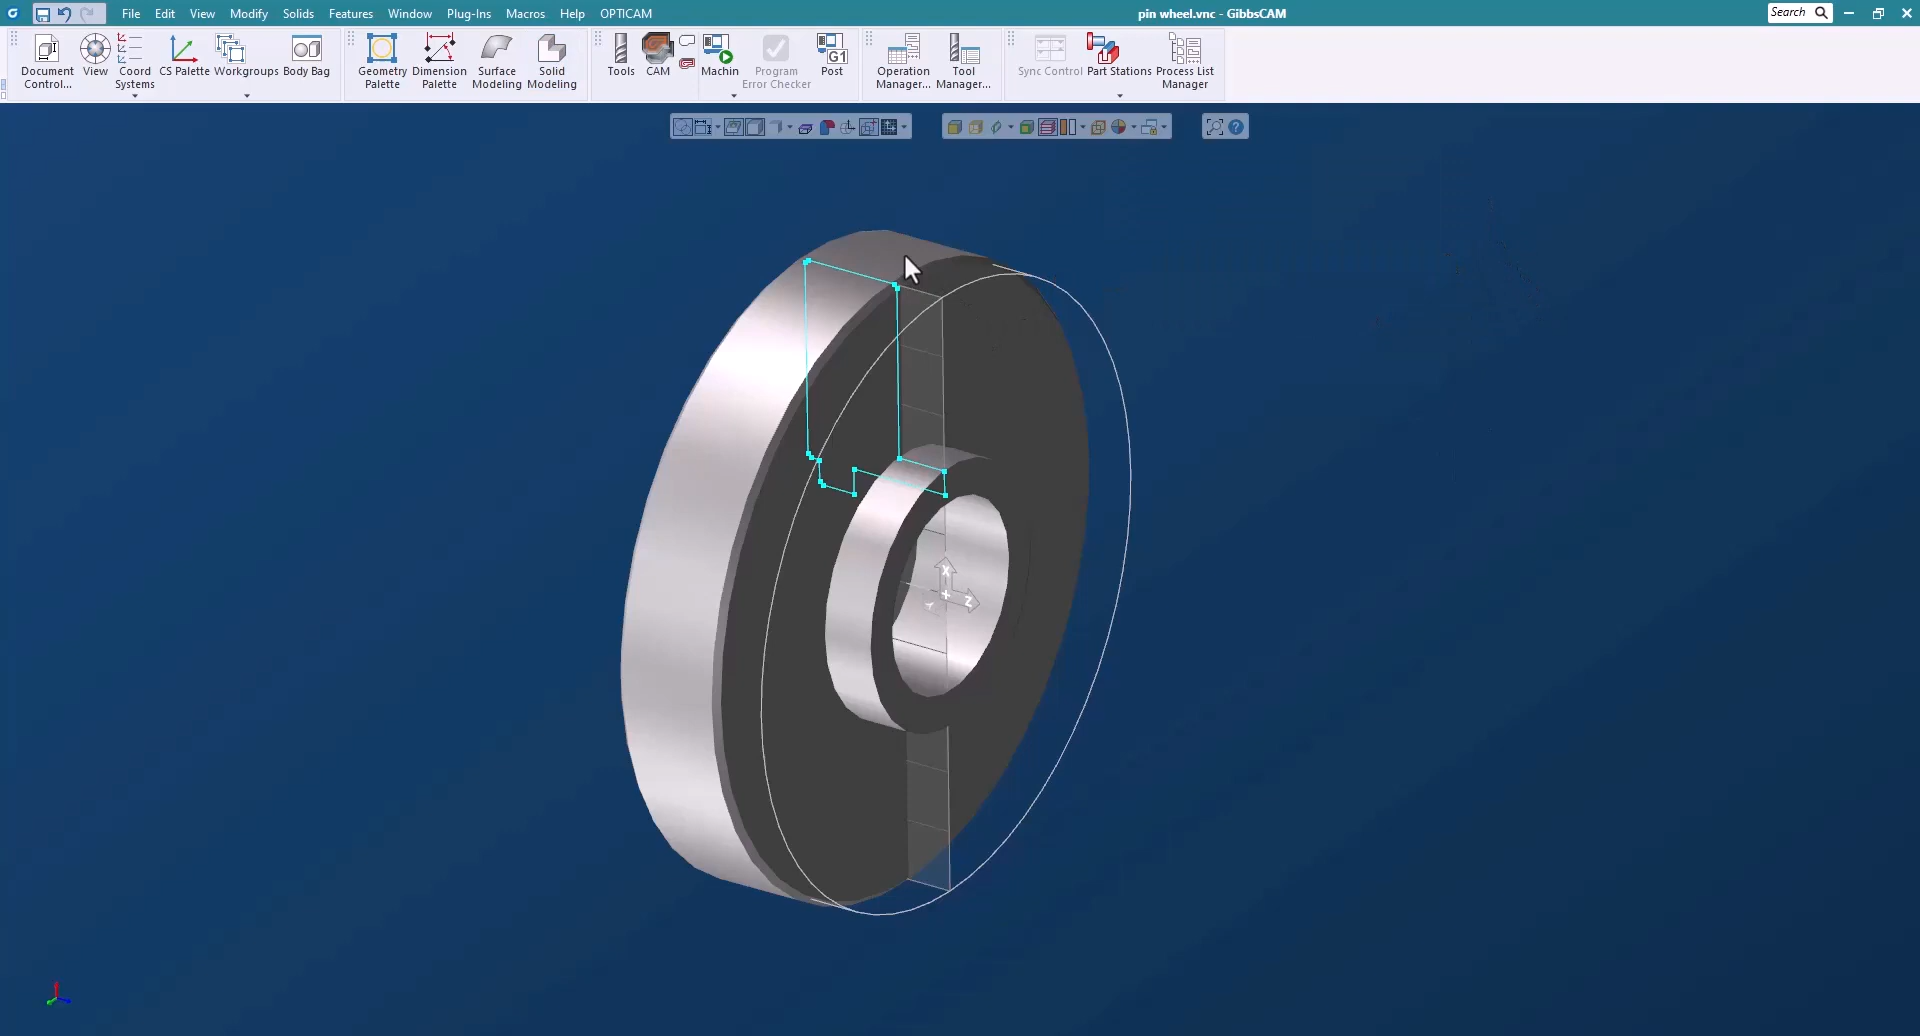 File Edit View Modify Solids Features Window Plug-Ins Macros Help OPTICAM
pin wheel.vnc - GibbsCAM
Search
Document Control...
View
Coord Systems
CS Palette
Workgroups
Body Bag
Geometry Palette
Dimension Palette
Surface Modeling
Solid Modeling
Tools
CAM
Machin
Program Error Checker
G1
Post
Operation Manager...
Tool Manager...
Sync Control
Part Stations
Process List Manager
X
Y
Z